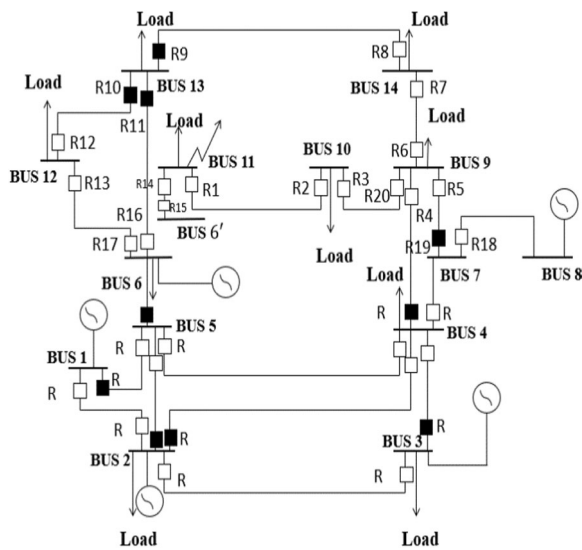 Load
Load
R9
R8
BUS 13
BUS 14
R10
R7
R11
Load
Load
Load
R12
R6
BUS 12
BUS 11
BUS 10
BUS 9
R13
R14
R1
R2
R3
R20
R5
R15
R4
BUS 6'
R16
R17
R19
R18
Load
BUS 6
BUS 7
BUS 8
Load
R
R
BUS 5
BUS 4
R
R
BUS 1
R
R
R
R
R
BUS 2
BUS 3
R
R
Load
Load